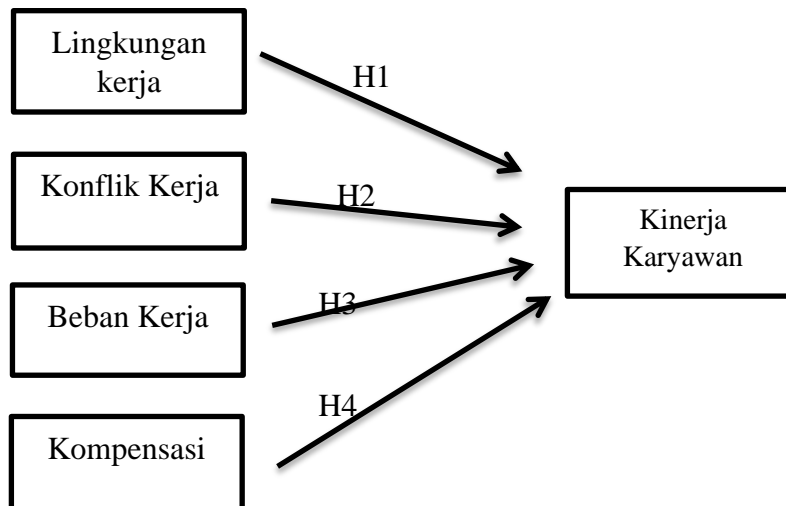 Lingkungan
kerja
H1
Konflik Kerja
H2
Kinerja
Karyawan
Beban Kerja
H3
H4
Kompensasi